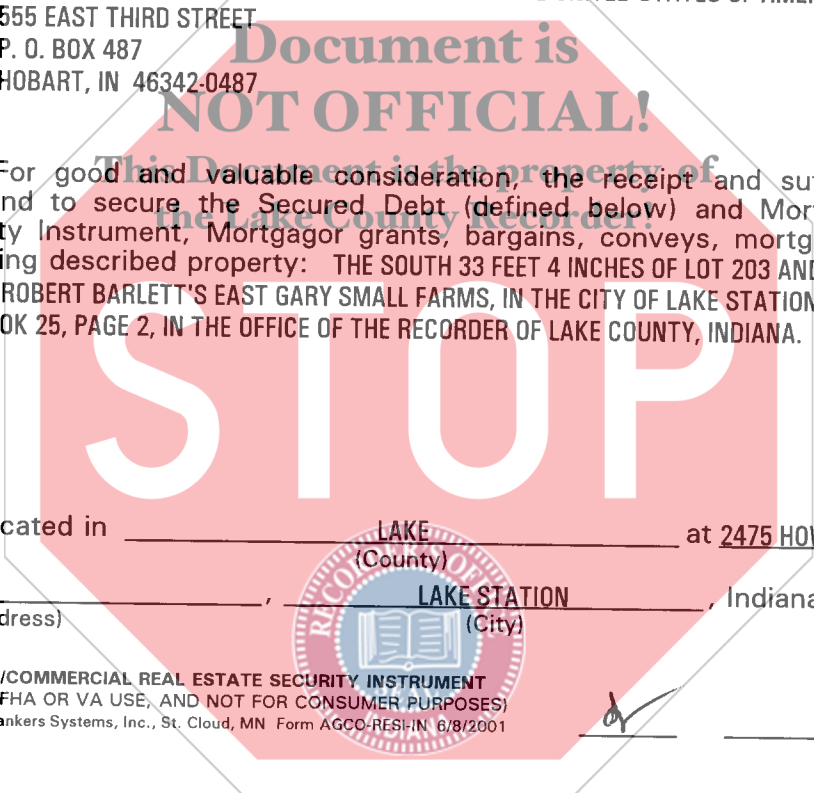 555 EAST THIRD STREET
P. O. BOX 487
HOBART, IN 46342-0487
Document is
NOT OFFICIAL!
This Document is the property of
the Lake County Recorder!
For good and valuable consideration, the receipt and su
nd to secure the Secured Debt (defined below) and Mor
ty Instrument, Mortgagor grants, bargains, conveys, mortg
ing described property: THE SOUTH 33 FEET 4 INCHES OF LOT 203 AND
ROBERT BARLETT'S EAST GARY SMALL FARMS, IN THE CITY OF LAKE STATION
OK 25, PAGE 2, IN THE OFFICE OF THE RECORDER OF LAKE COUNTY, INDIANA.
STOP
cated in LAKE at 2475 HOW
(County)
, LAKE STATION , Indiana
dress) (City)
RECORDER OF
SEAL
INDIANA
/COMMERCIAL REAL ESTATE SECURITY INSTRUMENT
FHA OR VA USE, AND NOT FOR CONSUMER PURPOSES)
ankers Systems, Inc., St. Cloud, MN Form AGCO-RESI-IN 6/8/2001